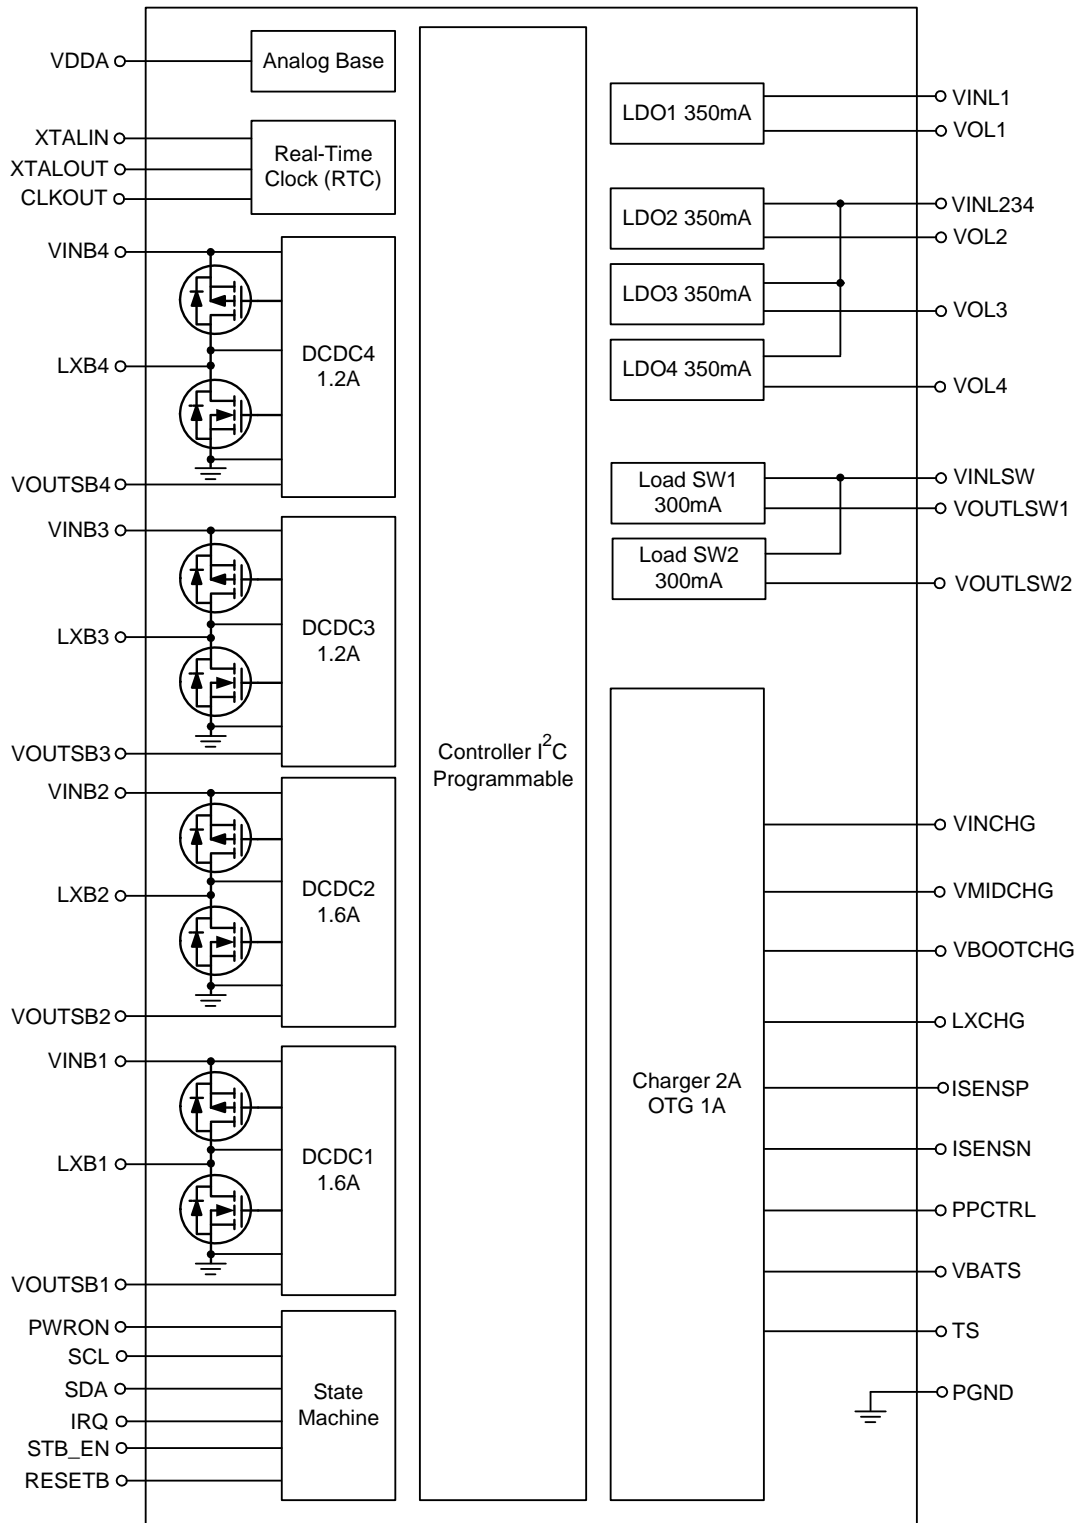 VDDA
Analog Base
XTALIN
XTALOUT
CLKOUT
Real-Time
Clock (RTC)
VINB4
LXB4
VOUTSB4
DCDC4
1.2A
VINB3
LXB3
VOUTSB3
DCDC3
1.2A
VINB2
LXB2
VOUTSB2
DCDC2
1.6A
VINB1
LXB1
VOUTSB1
DCDC1
1.6A
PWRON
SCL
SDA
IRQ
STB_EN
RESETB
State
Machine
Controller I²C
Programmable
LDO1 350mA
VINL1
VOL1
LDO2 350mA
VINL234
VOL2
LDO3 350mA
VOL3
LDO4 350mA
VOL4
Load SW1
300mA
VINLSW
VOUTLSW1
Load SW2
300mA
VOUTLSW2
Charger 2A
OTG 1A
VINCHG
VMIDCHG
VBOOTCHG
LXCHG
ISENSP
ISENSN
PPCTRL
VBATS
TS
PGND